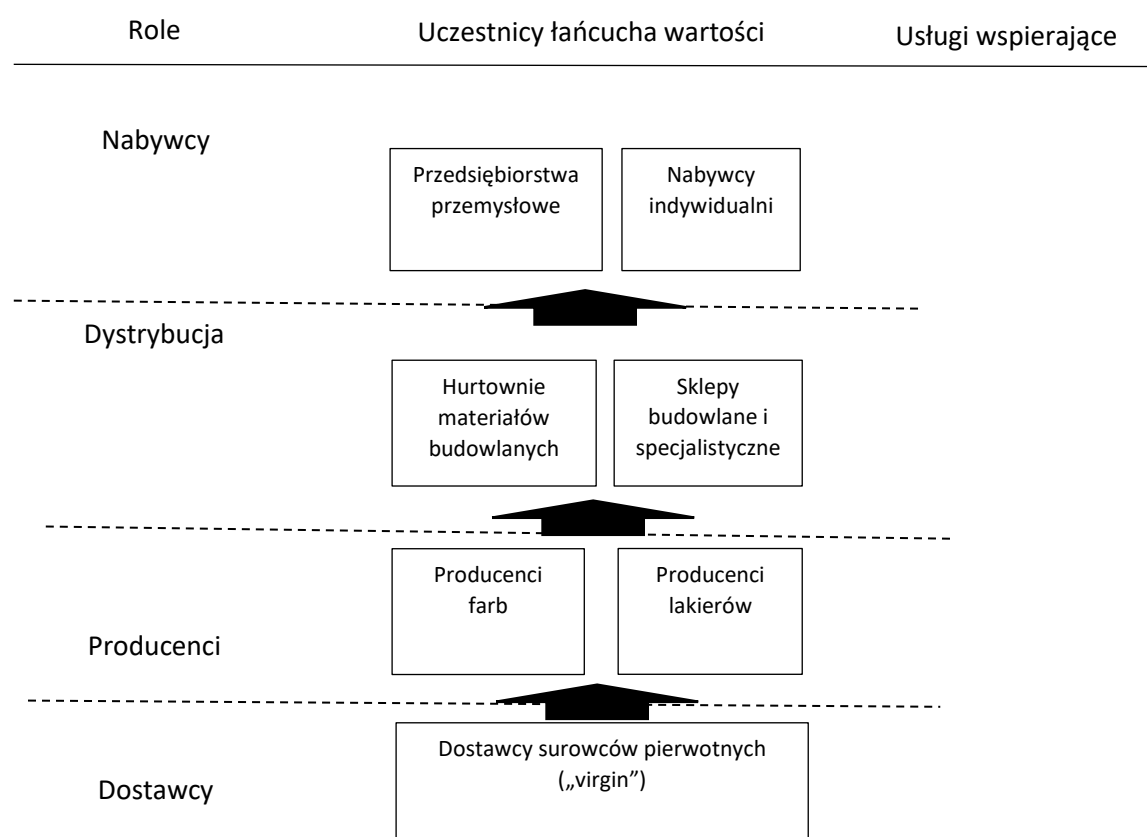 Role
Uczestnicy łańcucha wartości
Usługi wspierające
Nabywcy
Przedsiębiorstwa
przemysłowe
Nabywcy
indywidualni
Dystrybucja
Hurtownie
materiałów
budowlanych
Sklepy
budowlane i
specjalistyczne
Producenci
farb
Producenci
lakierów
Producenci
Dostawcy surowców pierwotnych
(„virgin”)
Dostawcy